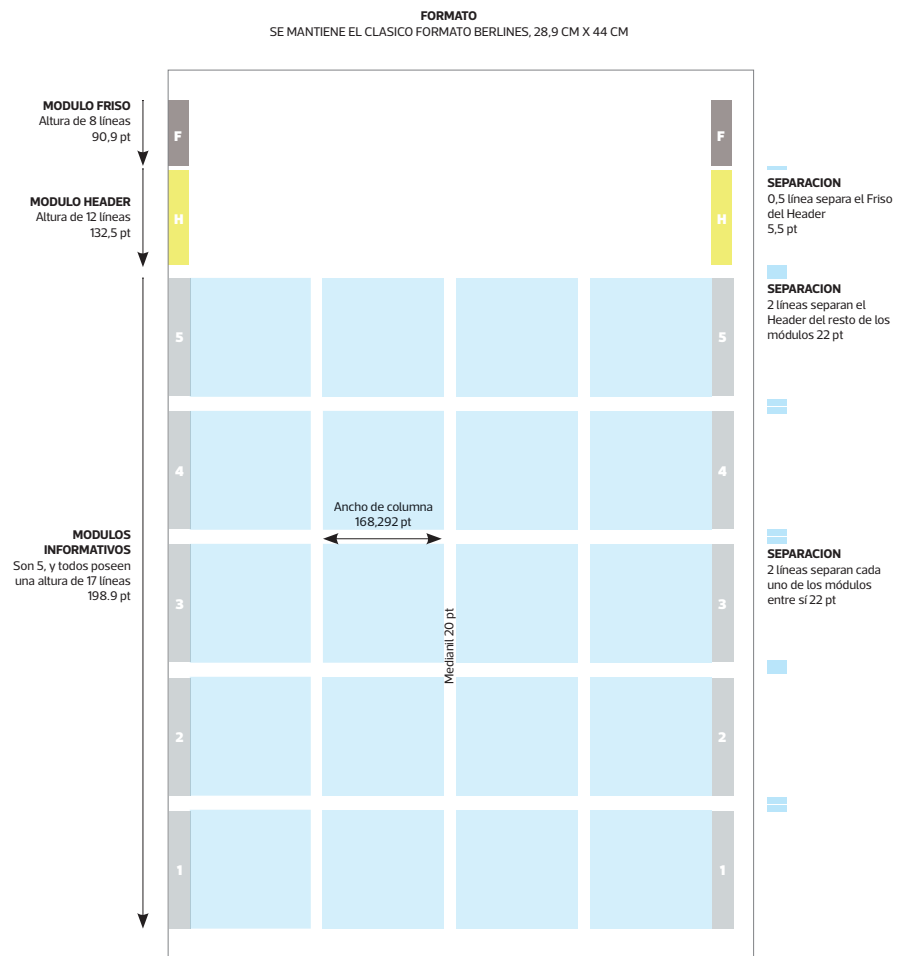 FORMATO
SE MANTIENE EL CLASICO FORMATO BERLINES, 28,9 CM X 44 CM
MODULO FRISO
Altura de 8 líneas
90,9 pt
F
F
MODULO HEADER
Altura de 12 líneas
132,5 pt
H
H
SEPARACION
0,5 línea separa el Friso
del Header
5,5 pt
SEPARACION
2 líneas separan el
Header del resto de los
módulos 22 pt
5
5
4
4
Ancho de columna
168,292 pt
MODULOS
INFORMATIVOS
Son 5, y todos poseen
una altura de 17 líneas
198.9 pt
SEPARACION
2 líneas separan cada
uno de los módulos
entre sí 22 pt
3
3
Medianil 20 pt
2
2
1
1